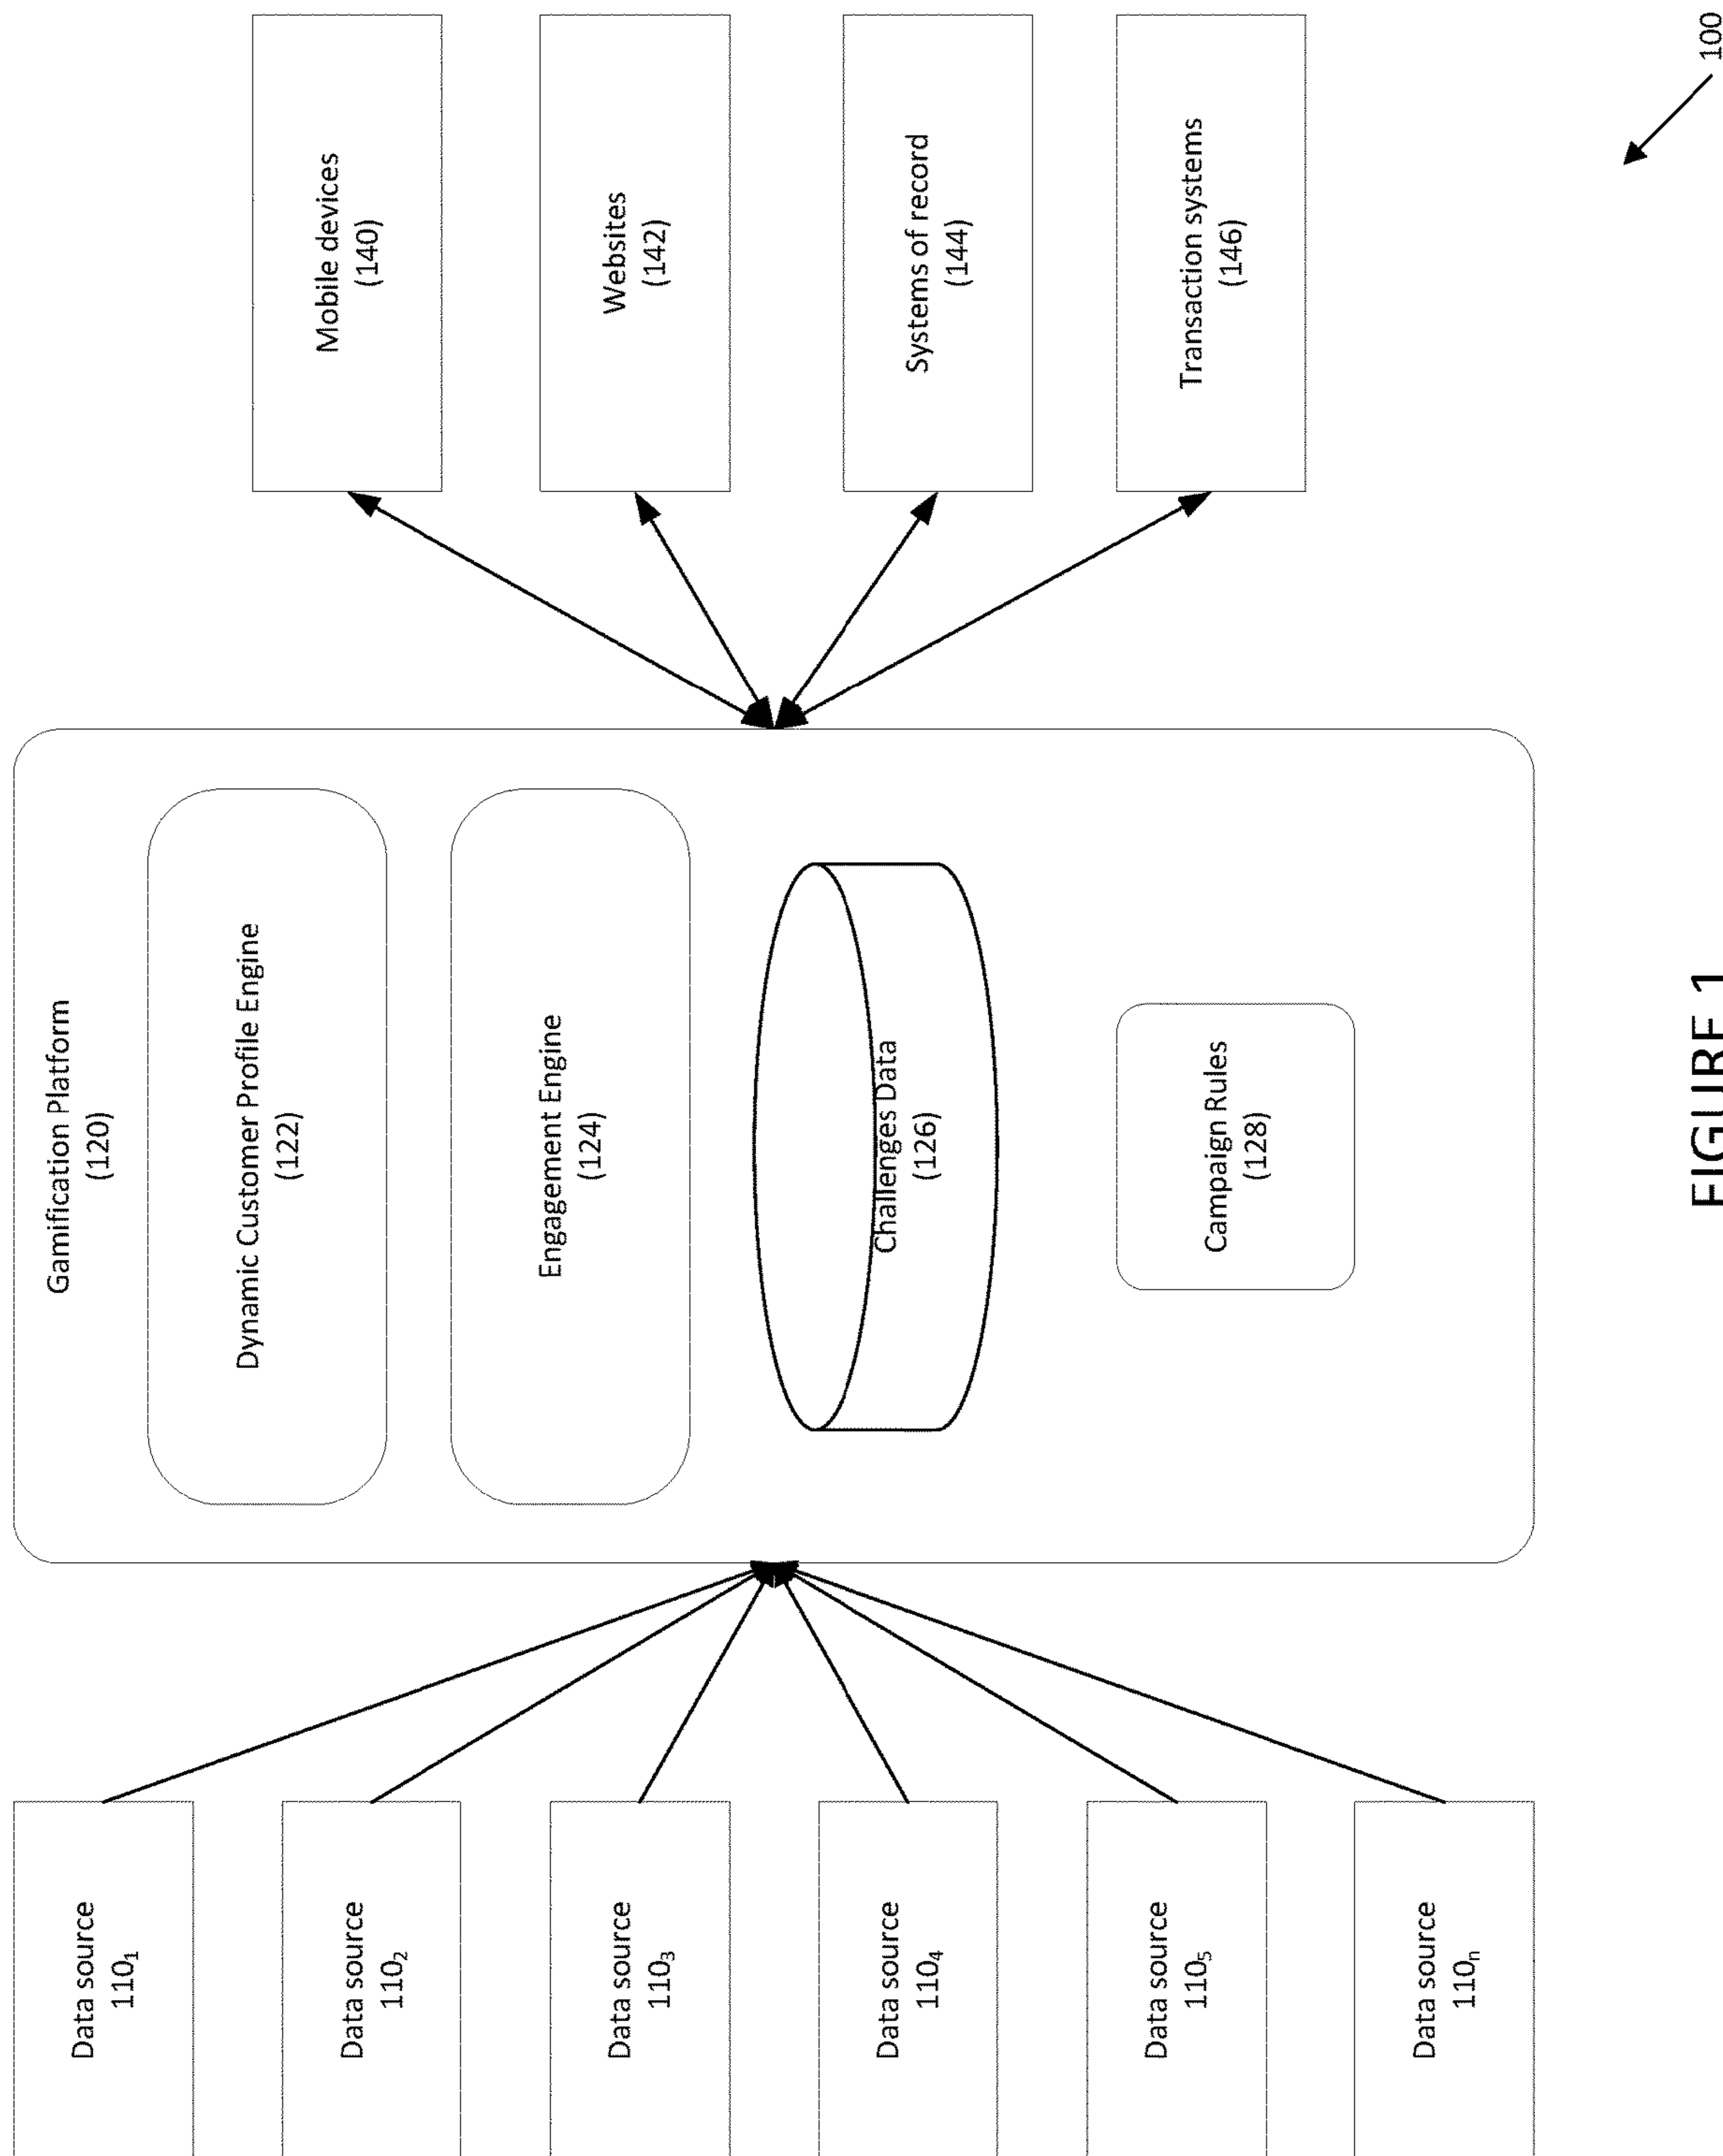 Data source
110₁
Data source
110₂
Data source
110₃
Data source
110₄
Data source
110₅
Data source
110ₙ
Gamification Platform
(120)
Dynamic Customer Profile Engine
(122)
Engagement Engine
(124)
Challenges Data
(126)
Campaign Rules
(128)
Mobile devices
(140)
Websites
(142)
Systems of record
(144)
Transaction systems
(146)
100
FIGURE 1